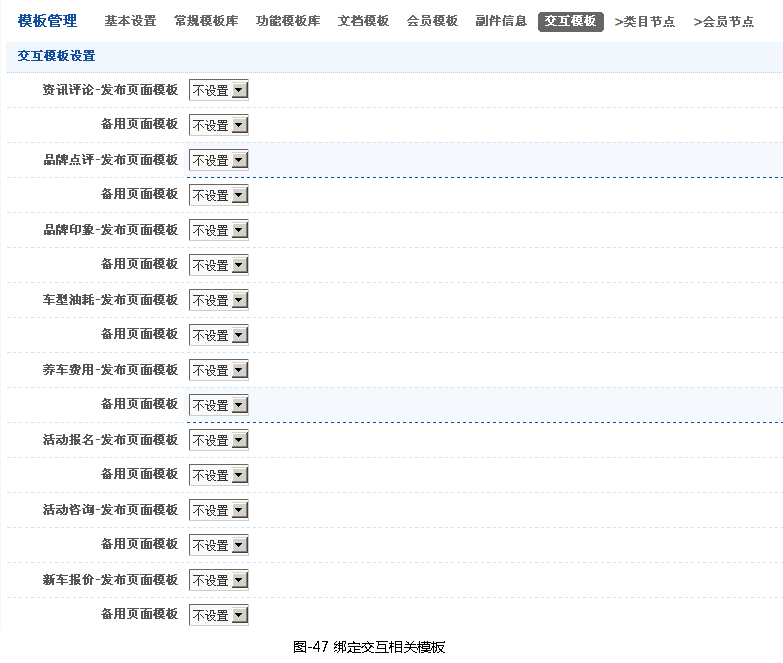 模板管理 基本设置 常规模板库 功能模板库 文档模板 会员模板 副件信息 交互模板 >类目节点 >会员节点
交互模板设置
资讯评论-发布页面模板 不设置
备用页面模板 不设置
品牌点评-发布页面模板 不设置
备用页面模板 不设置
品牌印象-发布页面模板 不设置
备用页面模板 不设置
车型油耗-发布页面模板 不设置
备用页面模板 不设置
养车费用-发布页面模板 不设置
备用页面模板 不设置
活动报名-发布页面模板 不设置
备用页面模板 不设置
活动咨询-发布页面模板 不设置
备用页面模板 不设置
新车报价-发布页面模板 不设置
备用页面模板 不设置
图-47 绑定交互相关模板